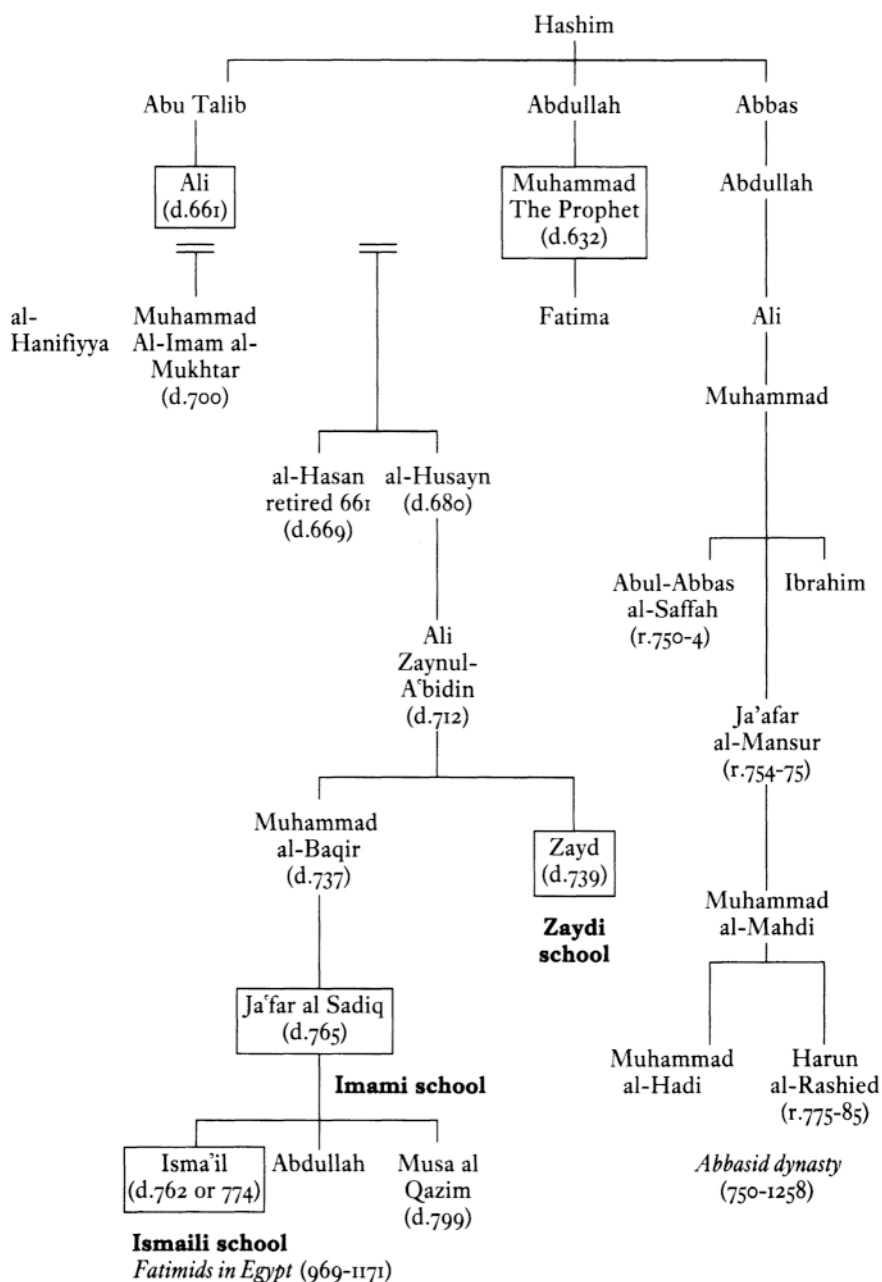 Hashim
Abu Talib
Abdullah
Abbas
Ali
(d.661)
Muhammad
The Prophet
(d.632)
Abdullah
al-
Hanifiyya
Muhammad
Al-Imam al-
Mukhtar
(d.700)
Fatima
Ali
Muhammad
al-Hasan
retired 661
(d.669)
al-Husayn
(d.680)
Abul-Abbas
al-Saffah
(r.750-4)
Ibrahim
Ali
Zaynul-
Aʿbidin
(d.712)
Ja’afar
al-Mansur
(r.754-75)
Muhammad
al-Baqir
(d.737)
Zayd
(d.739)
Zaydi
school
Muhammad
al-Mahdi
Jaʿfar al Sadiq
(d.765)
Imami school
Muhammad
al-Hadi
Harun
al-Rashied
(r.775-85)
Isma’il
(d.762 or 774)
Abdullah
Musa al
Qazim
(d.799)
Abbasid dynasty
(750-1258)
Ismaili school
Fatimids in Egypt (969-1171)